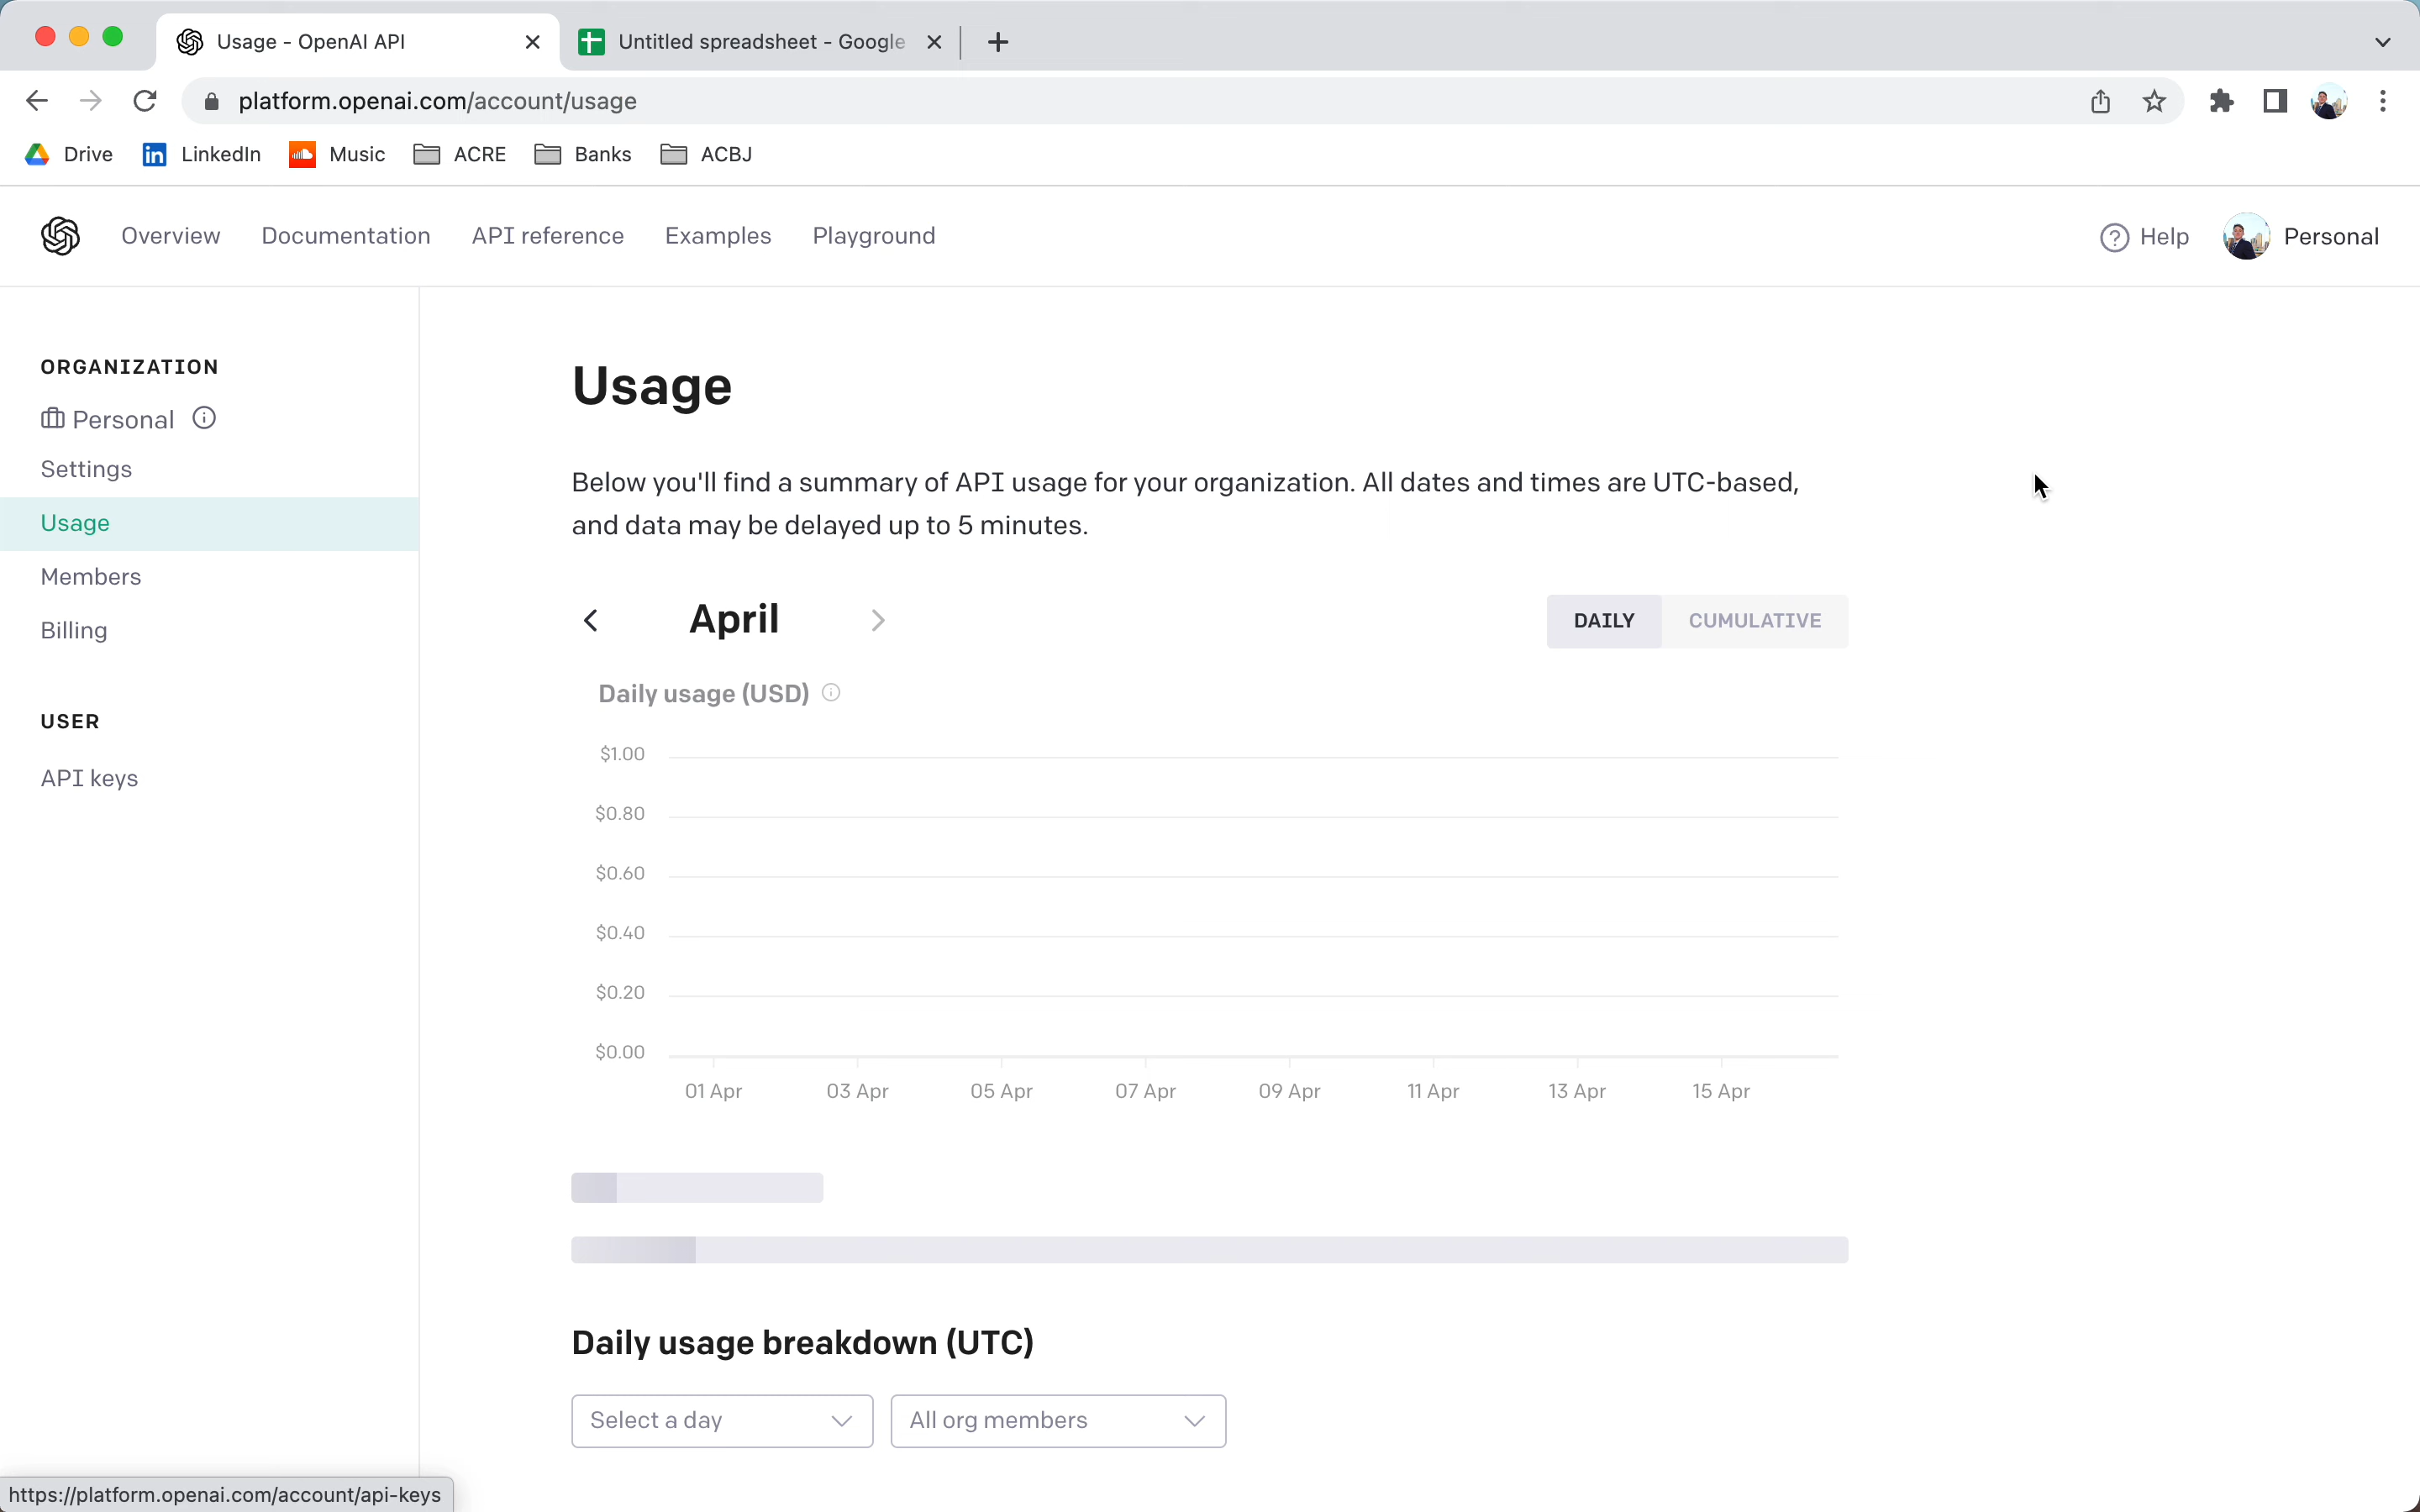 Usage - OpenAI API
Untitled spreadsheet - Google
platform.openai.com/account/usage
Drive
LinkedIn
Music
ACRE
Banks
ACBJ
Overview
Documentation
API reference
Examples
Playground
Help
Personal
ORGANIZATION
Personal
Settings
Usage
Members
Billing
USER
API keys
Usage
Below you'll find a summary of API usage for your organization. All dates and times are UTC-based,
and data may be delayed up to 5 minutes.
April
DAILY
CUMULATIVE
Daily usage (USD)
$1.00
$0.80
$0.60
$0.40
$0.20
$0.00
01 Apr
03 Apr
05 Apr
07 Apr
09 Apr
11 Apr
13 Apr
15 Apr
Daily usage breakdown (UTC)
Select a day
All org members
https://platform.openai.com/account/api-keys